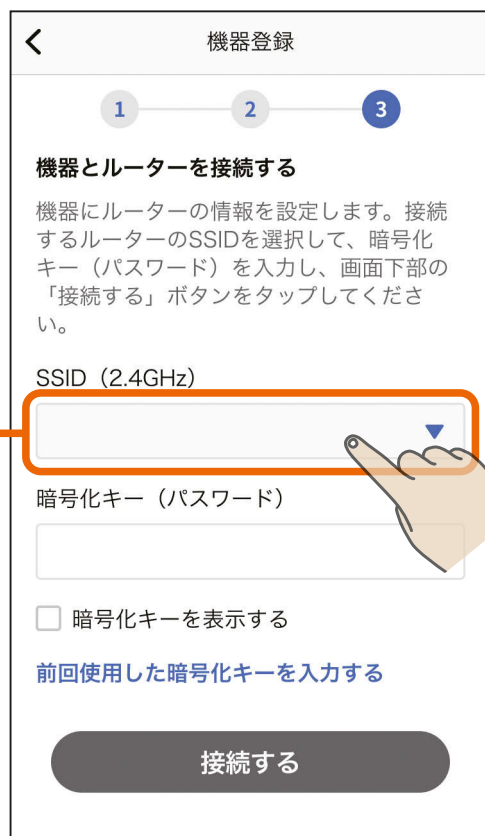 機器登録
1 2 3
機器とルーターを接続する
機器にルーターの情報を設定します。接続
するルーターのSSIDを選択して、暗号化
キー（パスワード）を入力し、画面下部の
「接続する」ボタンをタップしてくださ
い。
SSID（2.4GHz）
暗号化キー（パスワード）
暗号化キーを表示する
前回使用した暗号化キーを入力する
接続する